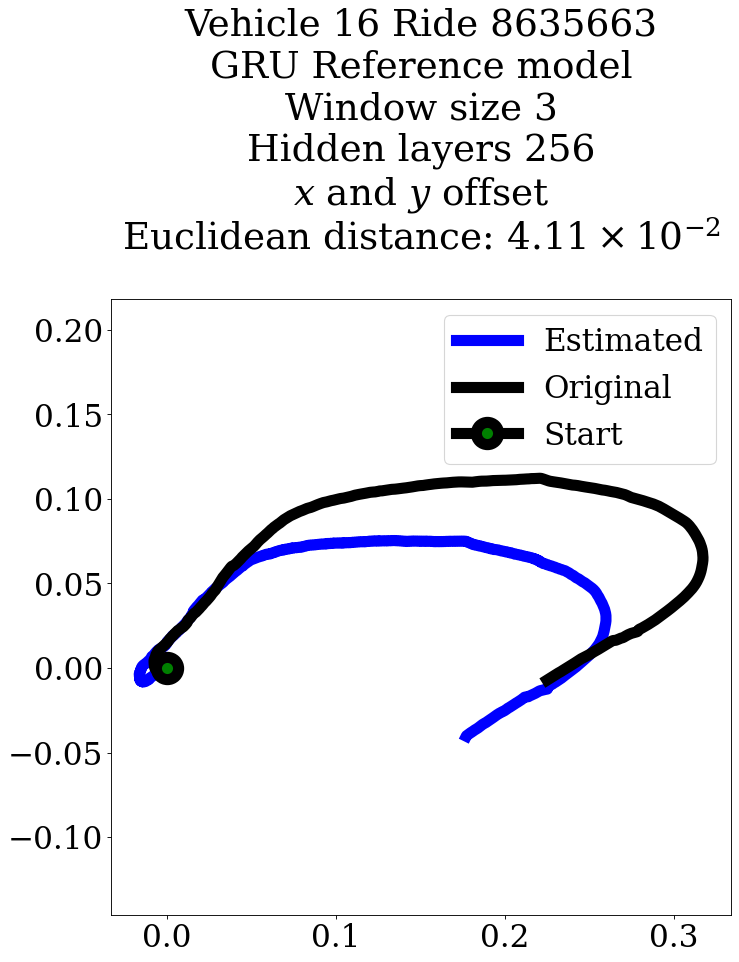 Vehicle 16 Ride 8635663
GRU Reference model
Window size 3
Hidden layers 256
x and y offset
Euclidean distance: 4.11 × 10⁻²
Estimated
Original
Start
0.20
0.15
0.10
0.05
0.00
−0.05
−0.10
0.0 0.1 0.2 0.3